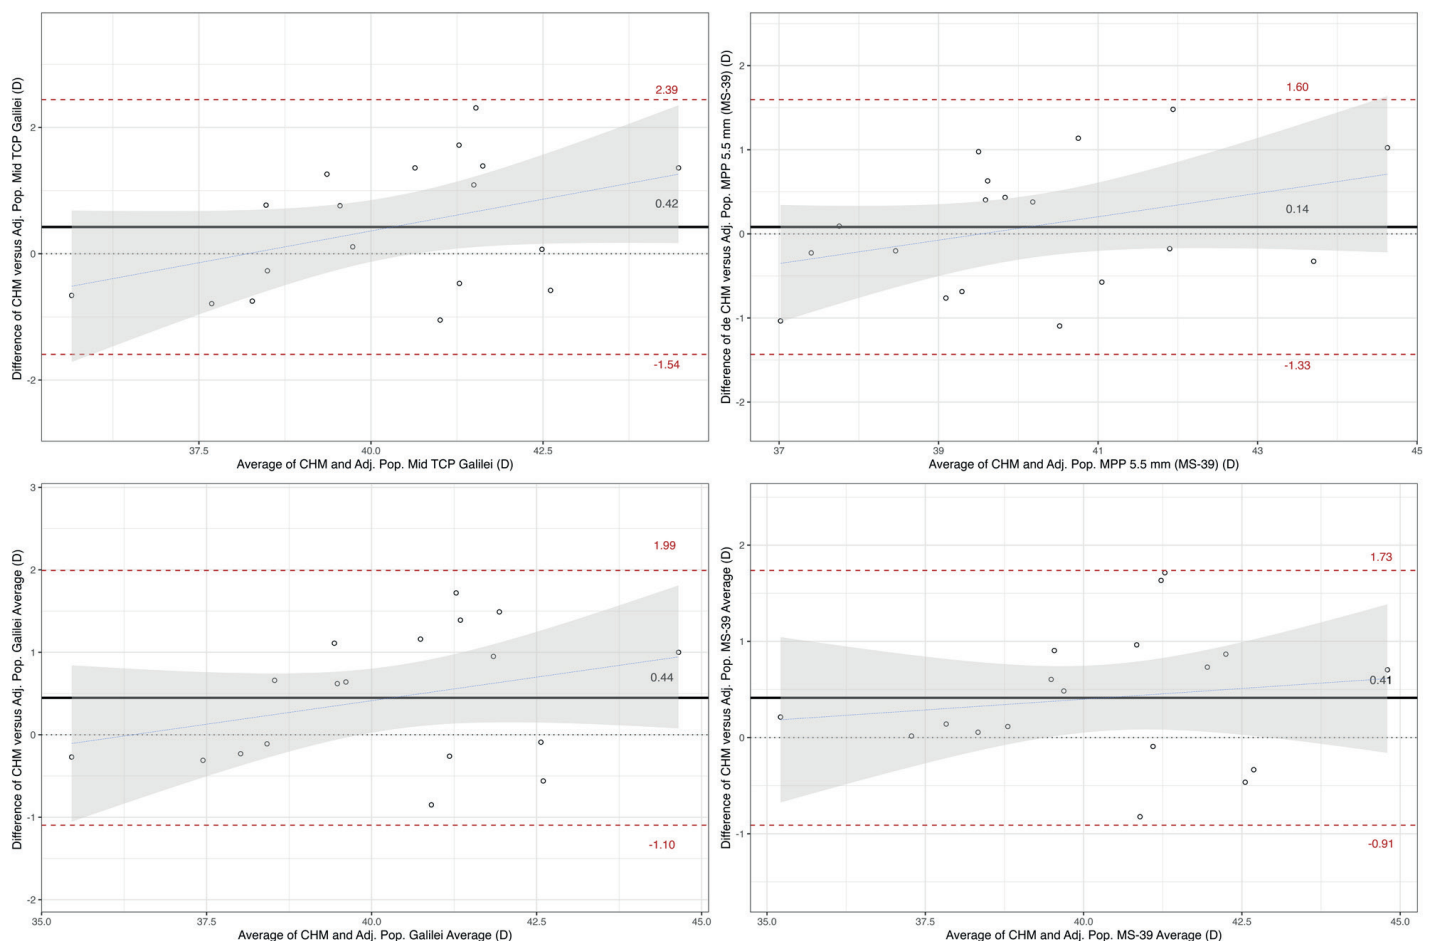 Difference of CHM versus Adj. Pop. Mid TCP Galilei (D)
2
0
-2
2.39
0.42
-1.54
37.5 40.0 42.5
Average of CHM and Adj. Pop. Mid TCP Galilei (D)
Difference of de CHM versus Adj. Pop. MPP 5.5 mm (MS-39) (D)
2
1
0
-1
-2
1.60
0.14
-1.33
37 39 41 43 45
Average of CHM and Adj. Pop. MPP 5.5 mm (MS-39) (D)
Difference of CHM versus Adj. Pop. Galilei Average (D)
3
2
1
0
-1
-2
1.99
0.44
-1.10
35.0 37.5 40.0 42.5 45.0
Average of CHM and Adj. Pop. Galilei Average (D)
Difference of CHM versus Adj. Pop. MS-39 Average (D)
2
1
0
-1
1.73
0.41
-0.91
35.0 37.5 40.0 42.5 45.0
Average of CHM and Adj. Pop. MS-39 Average (D)